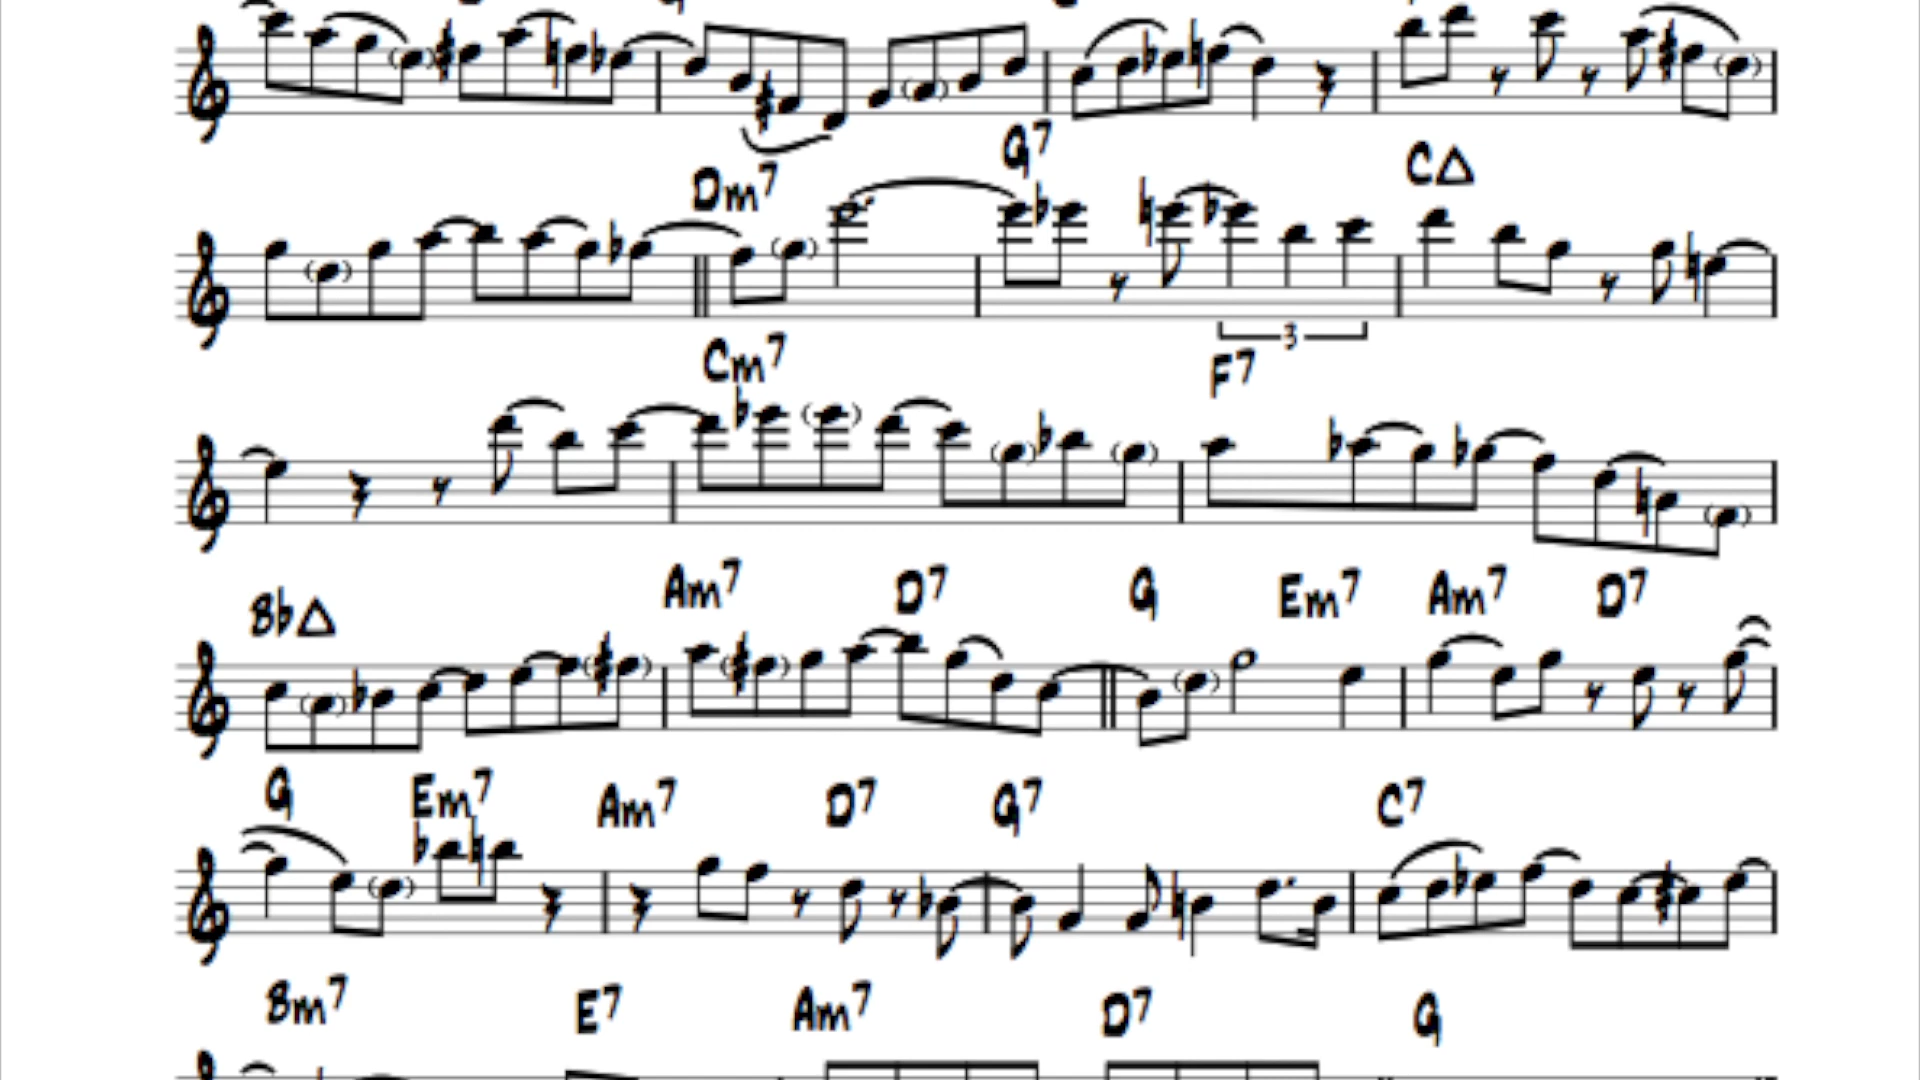 Dm7 G7 C△
3
Cm7 F7
Bb△ Am7 D7 G Em7 Am7 D7
G Em7 Am7 D7 G7 C7
Bm7 E7 Am7 D7 G